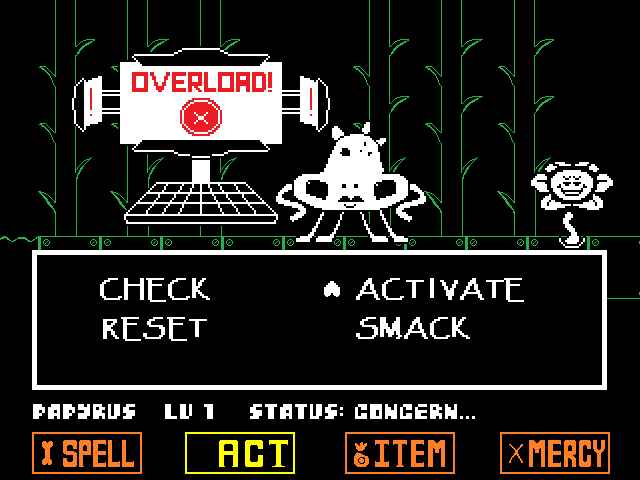 OVERLOAD!
! !
CHECK ACTIVATE
RESET SMACK
PAPYRUS LV 1 STATUS: CONCERN...
SPELL ACT ITEM MERCY